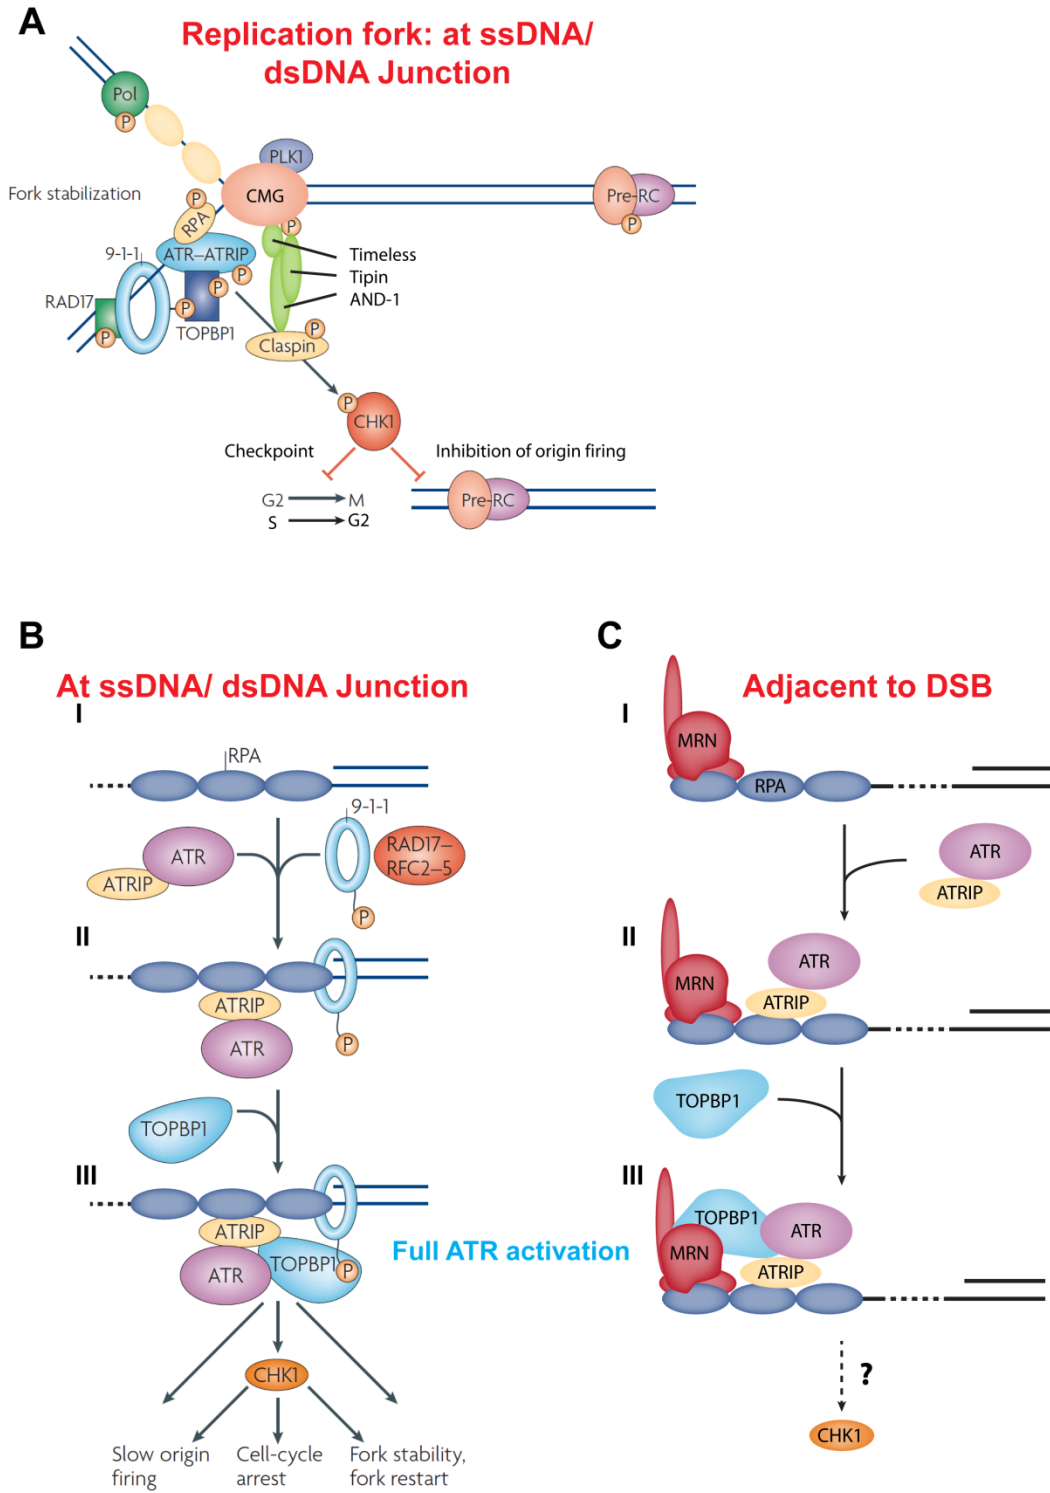 A
Replication fork: at ssDNA/
dsDNA Junction
Pol
P
PLK1
Fork stabilization
CMG
Pre-RC
P
P
RPA
P
Timeless
9-1-1
ATR–ATRIP
Tipin
P
P
AND-1
RAD17
P
P
TOPBP1
P
Claspin
P
CHK1
Checkpoint
Inhibition of origin firing
G2
M
Pre-RC
S
G2
B
At ssDNA/ dsDNA Junction
I
RPA
9-1-1
ATR
RAD17–
RFC2–5
ATRIP
P
II
ATRIP
P
ATR
TOPBP1
III
ATRIP
TOPBP1
P
ATR
CHK1
Slow origin
firing
Cell-cycle
arrest
Fork stability,
fork restart
Full ATR activation
C
Adjacent to DSB
I
MRN
RPA
ATR
ATRIP
II
ATR
MRN
ATRIP
TOPBP1
III
TOPBP1
ATR
MRN
ATRIP
?
CHK1